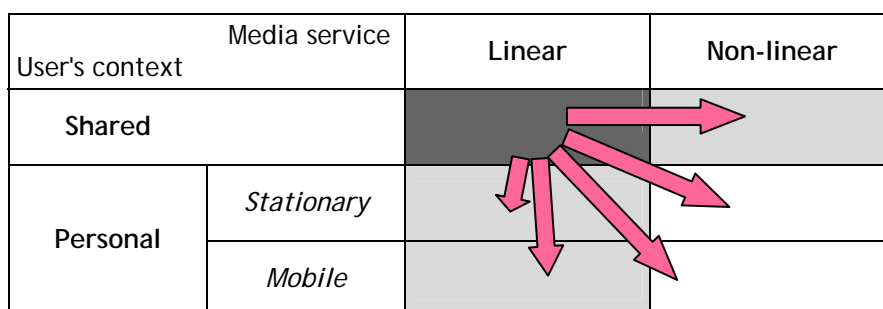 Media service
User's context
Linear
Non-linear
Shared
Personal
Stationary
Mobile